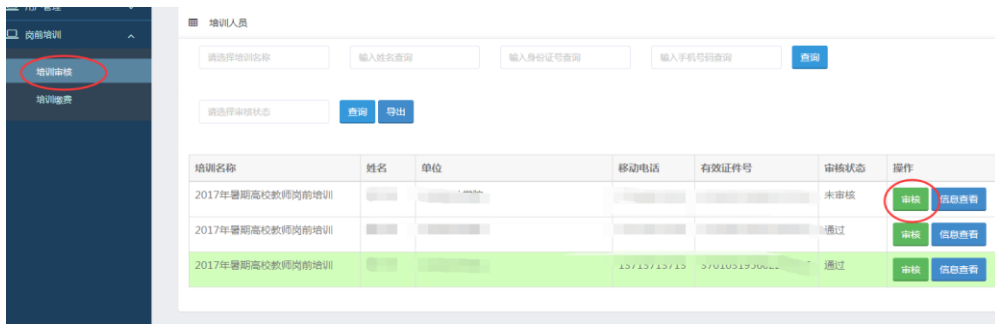 用户管理
培训人员
岗前培训
请选择培训名称 输入姓名查询 输入身份证号查询 输入手机号码查询 查询
培训审核
培训缴费
请选择审核状态 查询 导出
培训名称 姓名 单位 移动电话 有效证件号 审核状态 操作
2017年暑期高校教师岗前培训 未审核 审核 信息查看
2017年暑期高校教师岗前培训 通过 审核 信息查看
2017年暑期高校教师岗前培训 通过 审核 信息查看